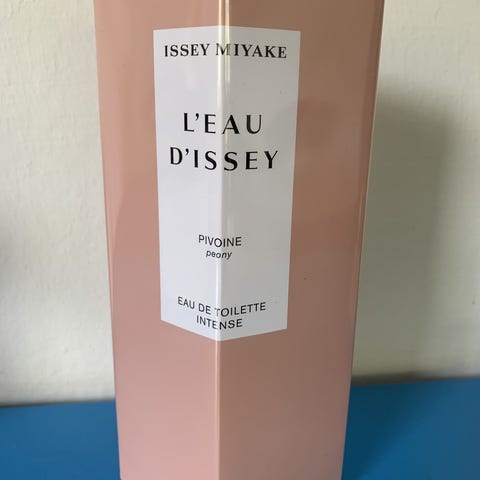 ISSEY MIYAKE
L'EAU
D'ISSEY
PIVOINE
peony
EAU DE TOILETTE
INTENSE